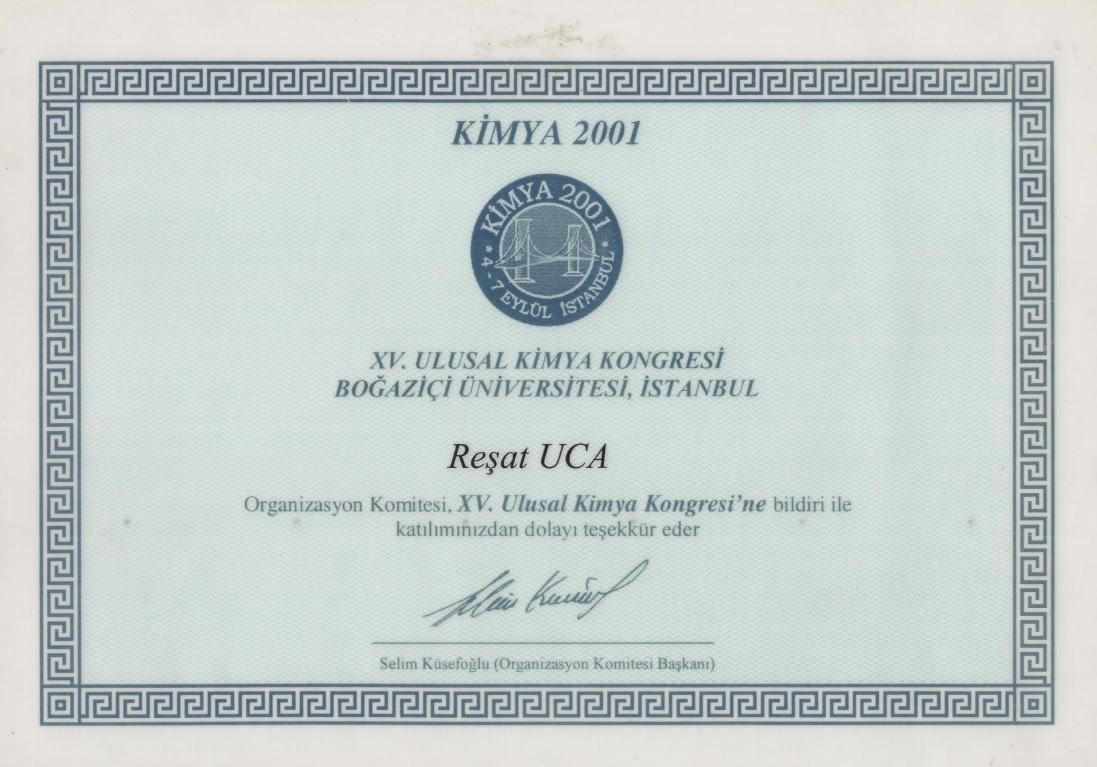 KİMYA 2001
KİMYA 2001
* 4 - 7 EYLÜL İSTANBUL *
XV. ULUSAL KİMYA KONGRESİ
BOĞAZİÇİ ÜNİVERSİTESİ, İSTANBUL
Reşat UCA
Organizasyon Komitesi, XV. Ulusal Kimya Kongresi’ne bildiri ile
katılımınızdan dolayı teşekkür eder
Selim Küsefoğlu (Organizasyon Komitesi Başkanı)